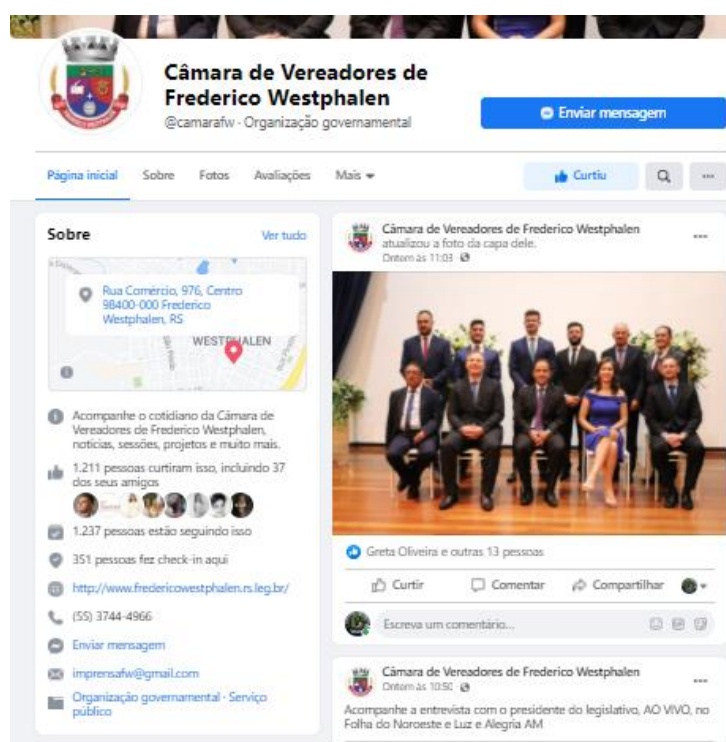 Câmara de Vereadores de
Frederico Westphalen
@camarafw · Organização governamental
Enviar mensagem
Página inicial
Sobre
Fotos
Avaliações
Mais
Curtiu
Sobre
Ver tudo
Rua Comércio, 976, Centro
98400-000 Frederico
Westphalen, RS
WESTPHALEN
Acompanhe o cotidiano da Câmara de
Vereadores de Frederico Westphalen,
notícias, sessões, projetos e muito mais.
1.211 pessoas curtiram isso, incluindo 37
dos seus amigos
1.237 pessoas estão seguindo isso
351 pessoas fez check-in aqui
http://www.fredericowestphalen.rs.leg.br/
(55) 3744-4966
Enviar mensagem
imprensafw@gmail.com
Organização governamental · Serviço
público
Câmara de Vereadores de Frederico Westphalen
atualizou a foto da capa dele.
Ontem às 11:03
Greta Oliveira e outras 13 pessoas
Curtir
Comentar
Compartilhar
Escreva um comentário...
Câmara de Vereadores de Frederico Westphalen
Ontem às 10:50
Acompanhe a entrevista com o presidente do legislativo, AO VIVO, no
Folha do Noroeste e Luz e Alegria AM